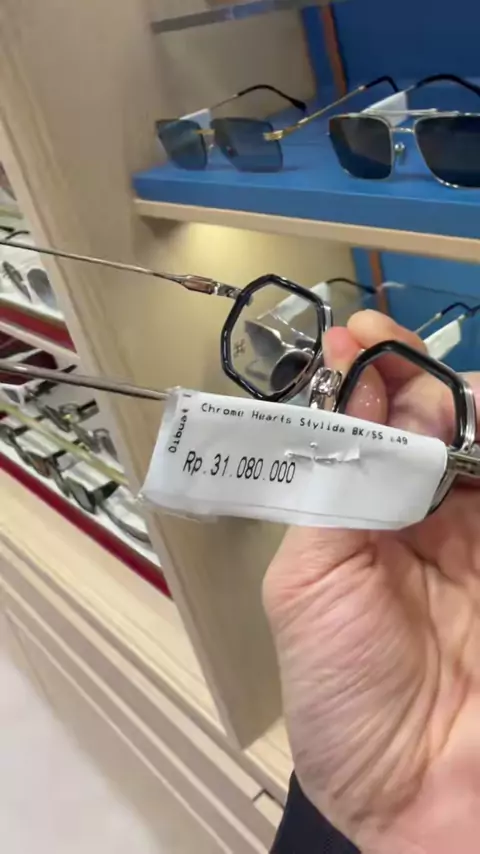 Chrome Hearts Stylida BK/SS 49
Rp. 31.080.000